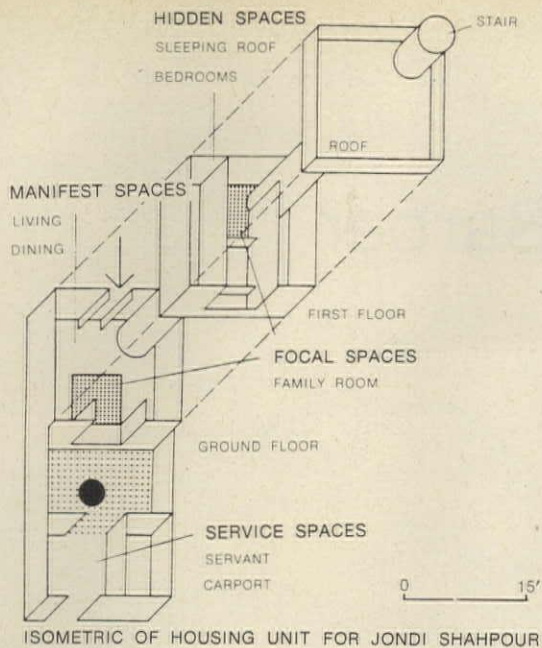 HIDDEN SPACES
SLEEPING ROOF
BEDROOMS
STAIR
ROOF
MANIFEST SPACES
LIVING
DINING
FIRST FLOOR
FOCAL SPACES
FAMILY ROOM
GROUND FLOOR
SERVICE SPACES
SERVANT
CARPORT
0 15'
ISOMETRIC OF HOUSING UNIT FOR JONDI SHAHPOUR